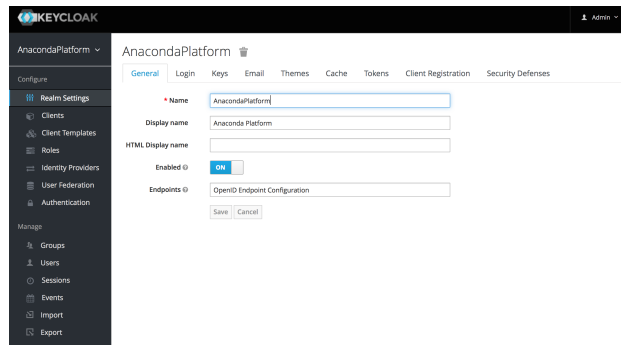 KEYCLOAK
Admin
AnacondaPlatform
Configure
Realm Settings
Clients
Client Templates
Roles
Identity Providers
User Federation
Authentication
Manage
Groups
Users
Sessions
Events
Import
Export
AnacondaPlatform
General Login Keys Email Themes Cache Tokens Client Registration Security Defenses
* Name AnacondaPlatform
Display name Anaconda Platform
HTML Display name
Enabled ON
Endpoints OpenID Endpoint Configuration
Save Cancel